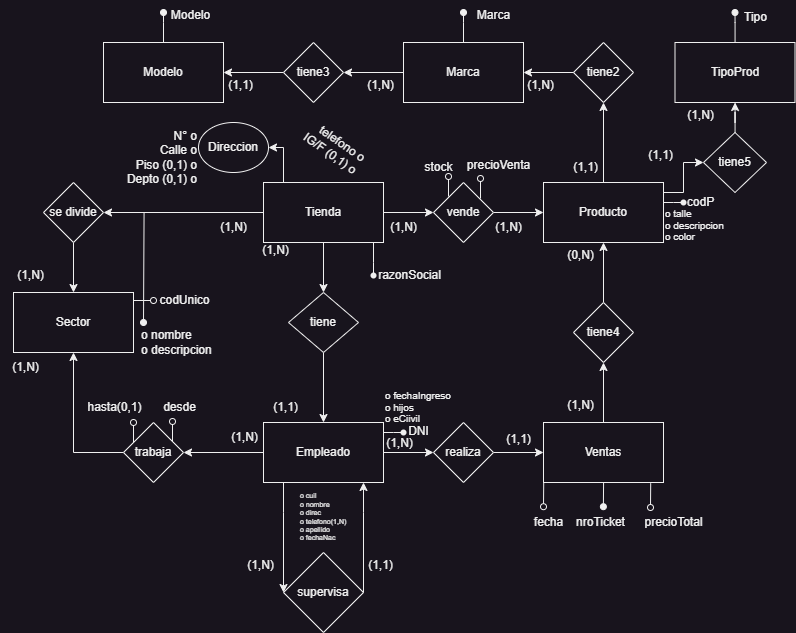 Modelo
Marca
Tipo
Modelo
tiene3
Marca
tiene2
TipoProd
(1,1)
(1,N)
(1,N)
(1,N)
N° o
Calle o
Piso (0,1) o
Depto (0,1) o
Direccion
telefono o
IG/F (0,1) o
stock
precioVenta
(1,1)
(1,1)
tiene5
se divide
(1,N)
Tienda
(1,N)
vende
(1,N)
Producto
codP
o talle
o descripcion
o color
(1,N)
(0,N)
(1,N)
razonSocial
Sector
codUnico
o nombre
o descripcion
tiene
tiene4
(1,N)
hasta(0,1)
desde
(1,1)
o fechaIngreso
o hijos
o eCiivil
DNI
(1,N)
(1,N)
trabaja
(1,N)
Empleado
realiza
(1,1)
Ventas
o cuil
o nombre
o direc
o telefono(1,N)
o apellido
o fechaNac
fecha
nroTicket
precioTotal
(1,N)
(1,1)
supervisa